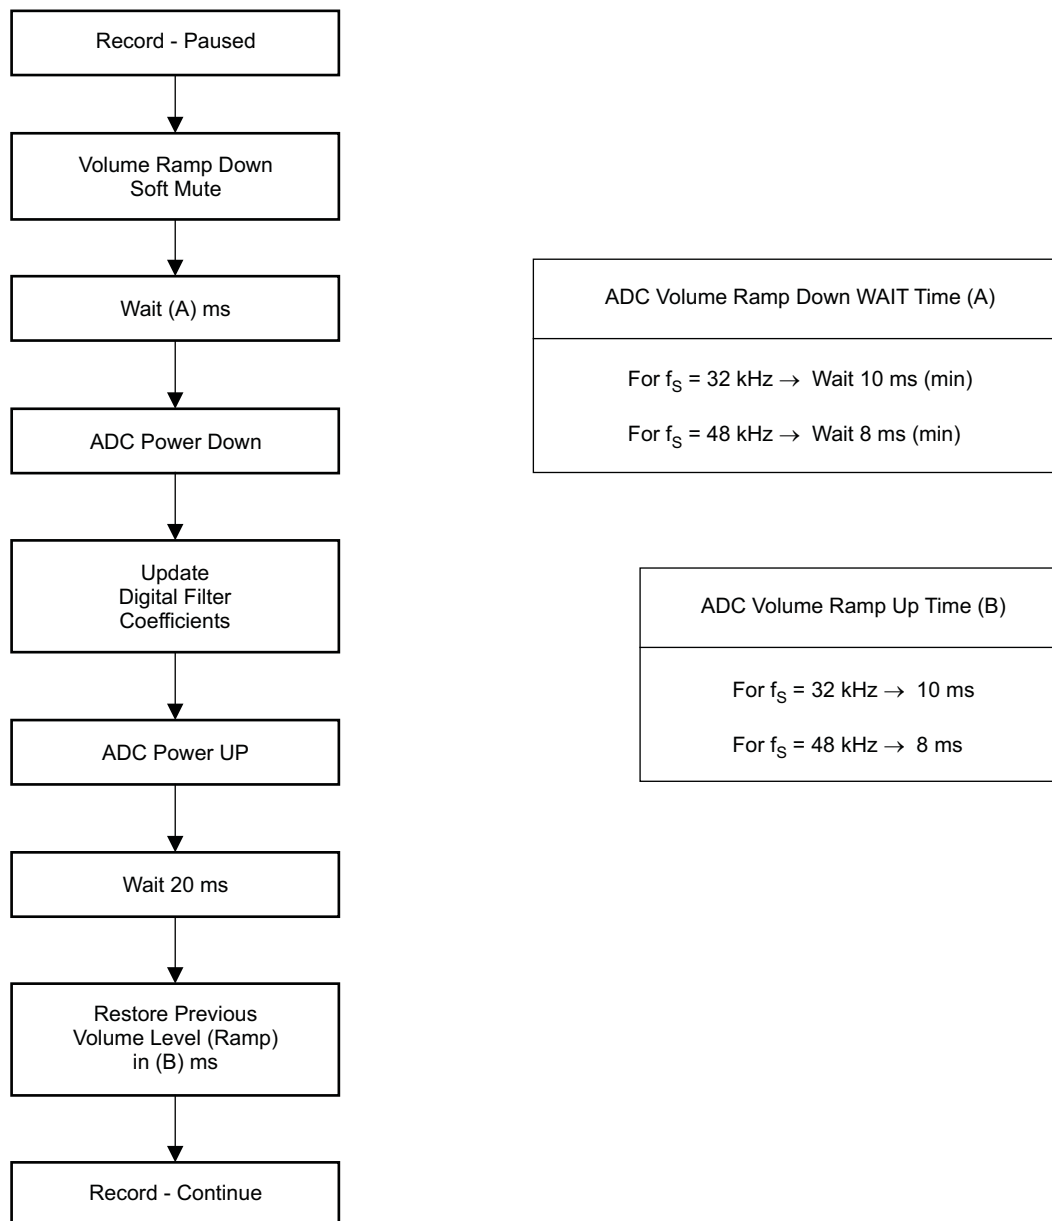 Record - Paused
Volume Ramp Down
Soft Mute
Wait (A) ms
ADC Power Down
Update
Digital Filter
Coefficients
ADC Power UP
Wait 20 ms
Restore Previous
Volume Level (Ramp)
in (B) ms
Record - Continue
ADC Volume Ramp Down WAIT Time (A)
For fS = 32 kHz → Wait 10 ms (min)
For fS = 48 kHz → Wait 8 ms (min)
ADC Volume Ramp Up Time (B)
For fS = 32 kHz → 10 ms
For fS = 48 kHz → 8 ms